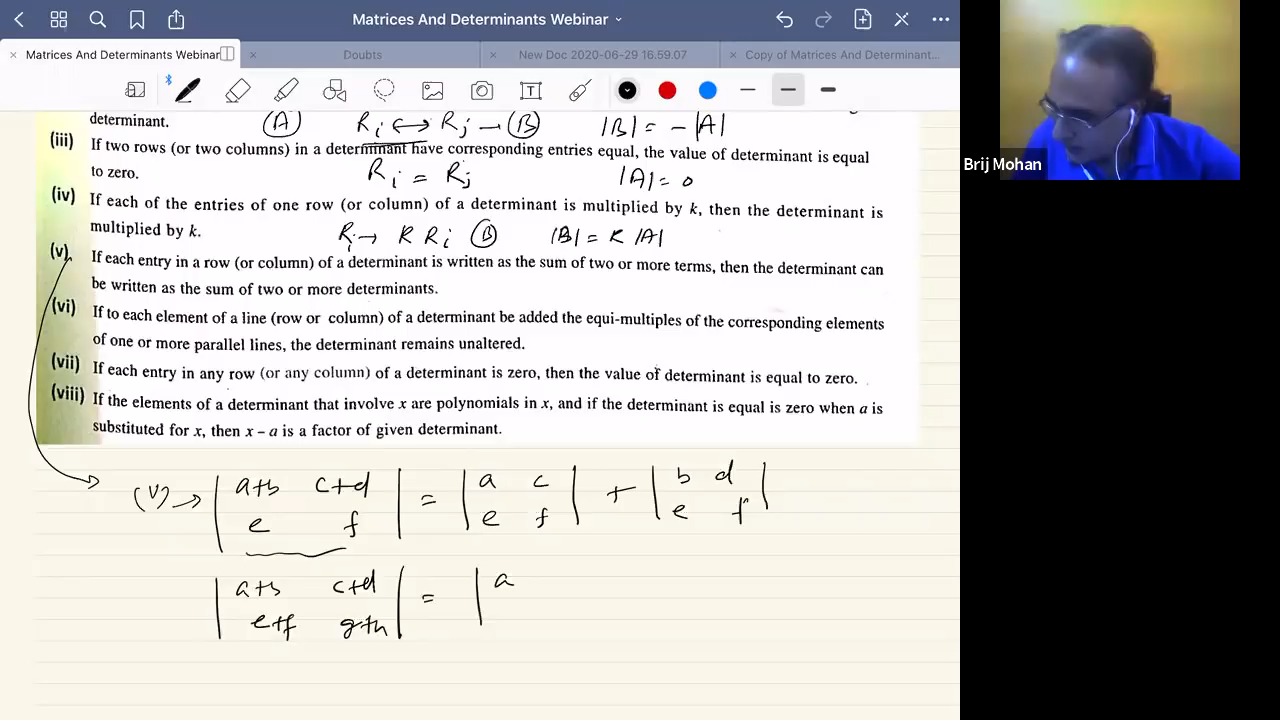 Matrices And Determinants Webinar
Matrices And Determinants Webinar
Doubts
New Doc 2020-06-29 16.59.07
Copy of Matrices And Determinant...
determinant. (A) Ri ↔ Rj → (B) |B| = -|A|
(iii) If two rows (or two columns) in a determinant have corresponding entries equal, the value of determinant is equal
to zero. Ri = Rj |A| = 0
(iv) If each of the entries of one row (or column) of a determinant is multiplied by k, then the determinant is
multiplied by k. Ri → K Ri (B) |B| = K |A|
(v) If each entry in a row (or column) of a determinant is written as the sum of two or more terms, then the determinant can
be written as the sum of two or more determinants.
(vi) If to each element of a line (row or column) of a determinant be added the equi-multiples of the corresponding elements
of one or more parallel lines, the determinant remains unaltered.
(vii) If each entry in any row (or any column) of a determinant is zero, then the value of determinant is equal to zero.
(viii) If the elements of a determinant that involve x are polynomials in x, and if the determinant is equal is zero when a is
substituted for x, then x – a is a factor of given determinant.
(V) → | a+b c+d | = | a c | + | b d |
| e f | | e f | | e f |
| a+b c+d | = | a
| e+f g+h |
Brij Mohan